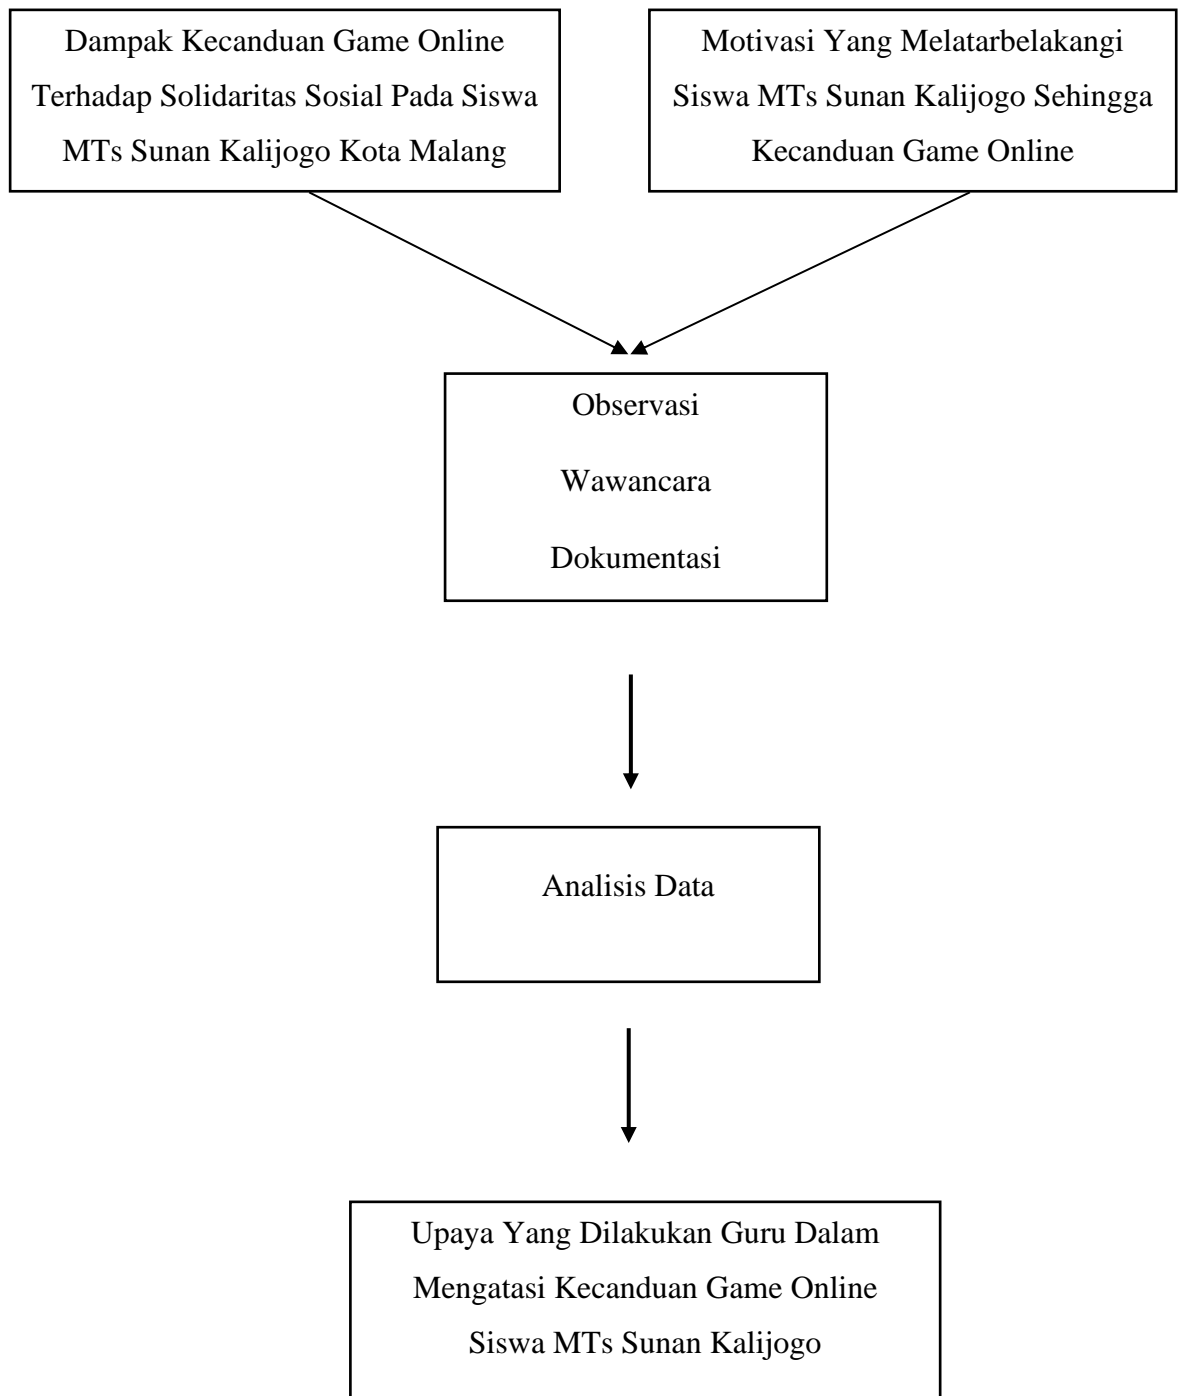 Dampak Kecanduan Game Online
Terhadap Solidaritas Sosial Pada Siswa
MTs Sunan Kalijogo Kota Malang
Motivasi Yang Melatarbelakangi
Siswa MTs Sunan Kalijogo Sehingga
Kecanduan Game Online
Observasi
Wawancara
Dokumentasi
Analisis Data
Upaya Yang Dilakukan Guru Dalam
Mengatasi Kecanduan Game Online
Siswa MTs Sunan Kalijogo